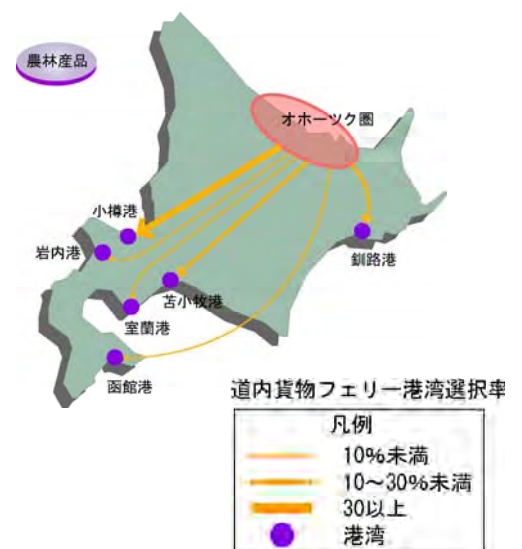 農林産品
オホーツク圏
小樽港
岩内港
釧路港
苫小牧港
室蘭港
函館港
道内貨物フェリー港湾選択率
凡例
10%未満
10～30%未満
30以上
港湾